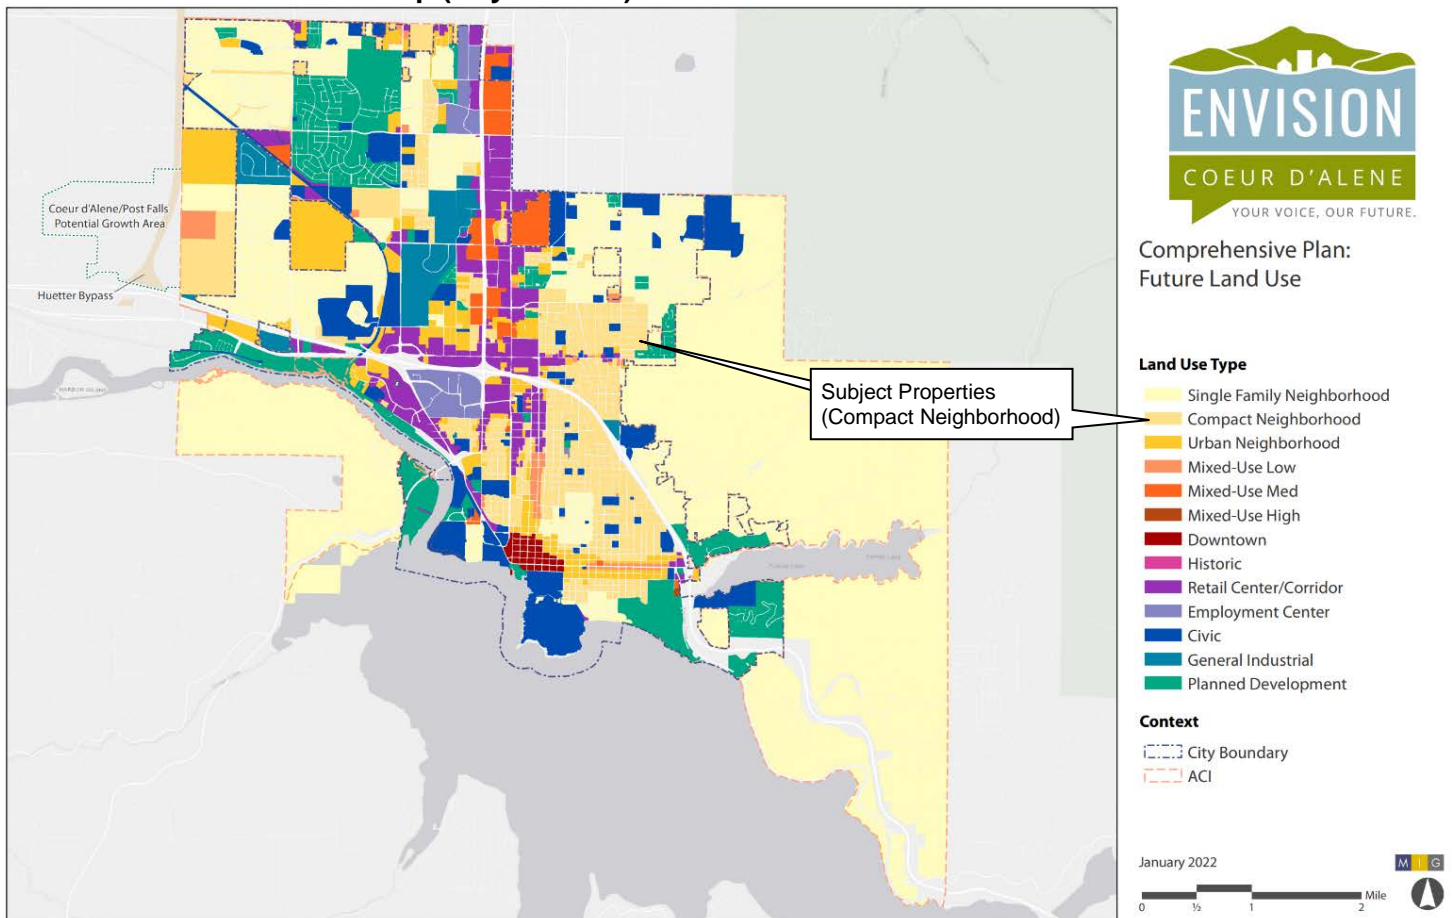 ENVISION
COEUR D'ALENE
YOUR VOICE, OUR FUTURE.
Comprehensive Plan:
Future Land Use
Coeur d'Alene/Post Falls
Potential Growth Area
Huetter Bypass
Subject Properties
(Compact Neighborhood)
Land Use Type
Single Family Neighborhood
Compact Neighborhood
Urban Neighborhood
Mixed-Use Low
Mixed-Use Med
Mixed-Use High
Downtown
Historic
Retail Center/Corridor
Employment Center
Civic
General Industrial
Planned Development
Context
City Boundary
ACI
January 2022
M I G
Mile
0 ½ 1 2